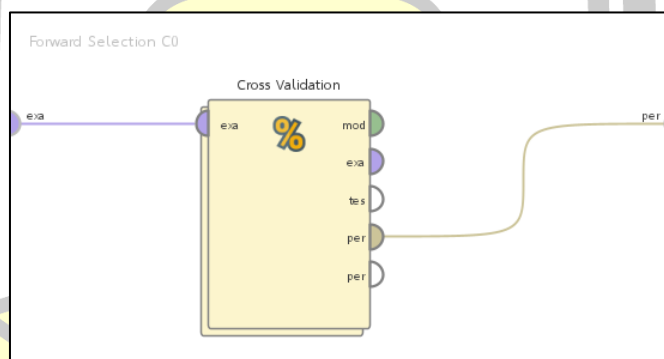 Forward Selection C0
Cross Validation
exa
exa
%
mod
exa
tes
per
per
per